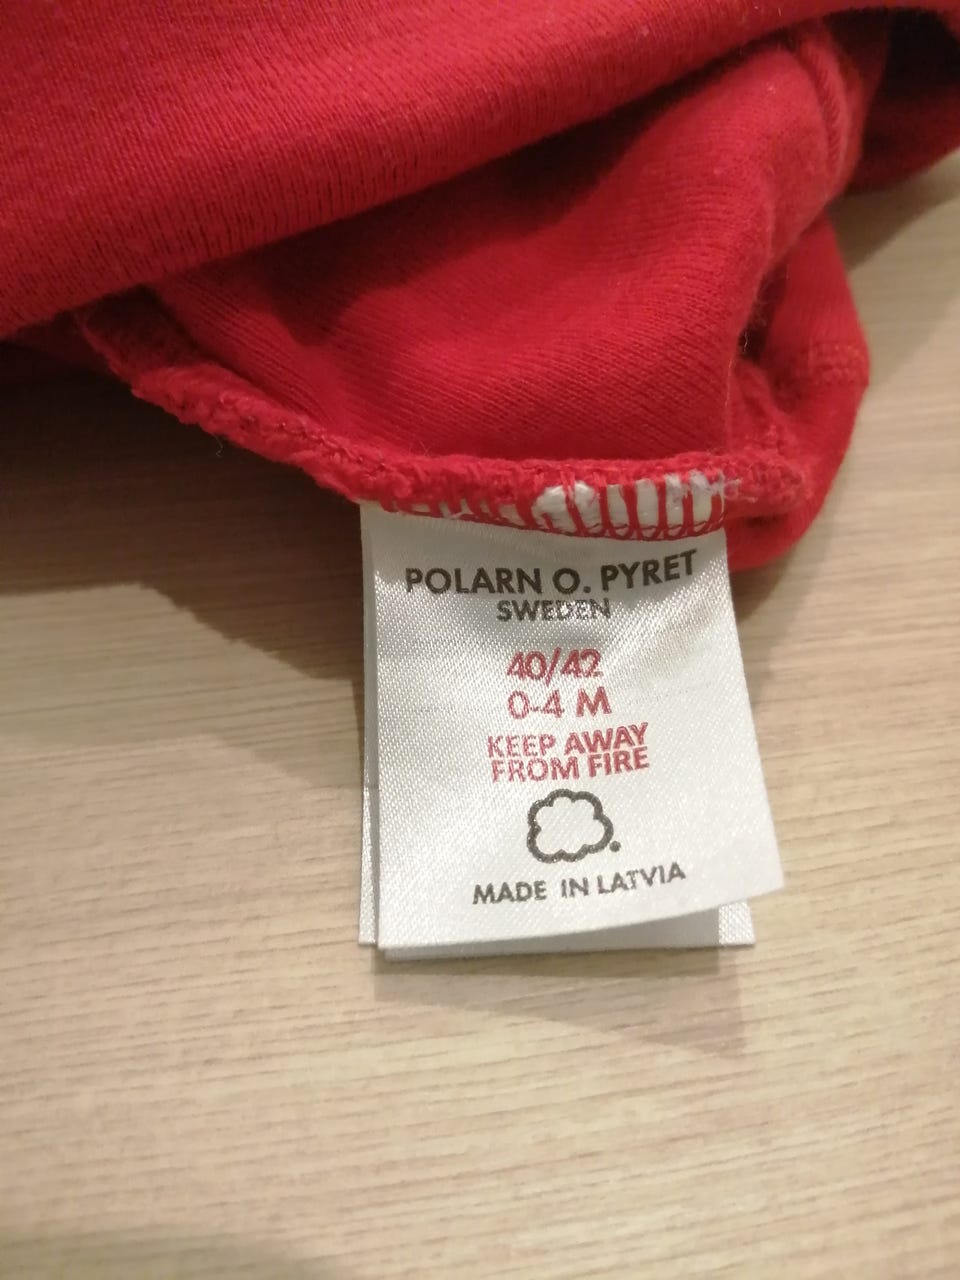 POLARN O. PYRET
SWEDEN
40/42
0-4 M
KEEP AWAY
FROM FIRE
MADE IN LATVIA